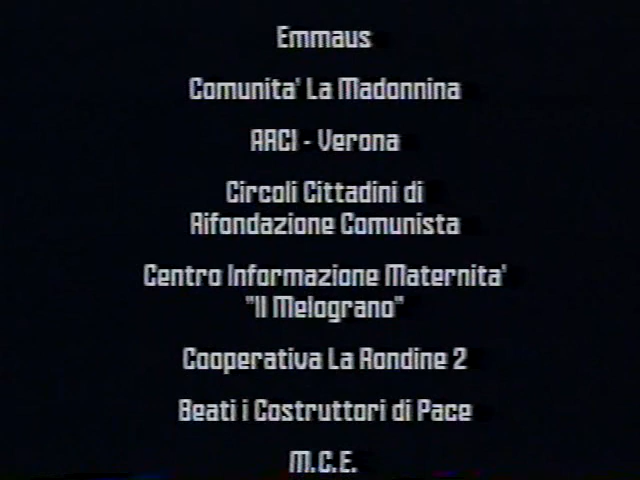 Emmaus
Comunita' La Madonnina
ARCI - Verona
Circoli Cittadini di
Rifondazione Comunista
Centro Informazione Maternita'
"Il Melograno"
Cooperativa La Rondine 2
Beati i Costruttori di Pace
M.C.E.